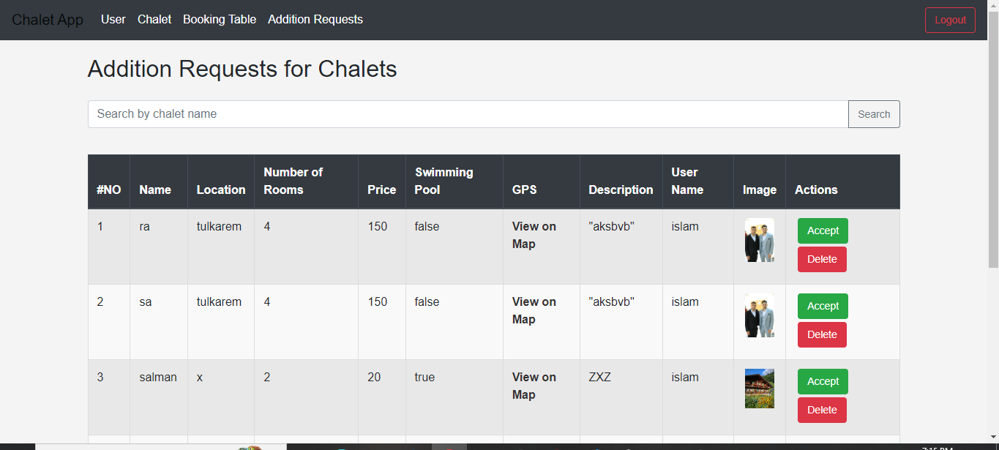 Chalet App User Chalet Booking Table Addition Requests Logout
Addition Requests for Chalets
Search by chalet name Search
#NO Name Location Number of Rooms Price Swimming Pool GPS Description User Name Image Actions
1 ra tulkarem 4 150 false View on Map "aksbvb" islam Accept Delete
2 sa tulkarem 4 150 false View on Map "aksbvb" islam Accept Delete
3 salman x 2 20 true View on Map ZXZ islam Accept Delete